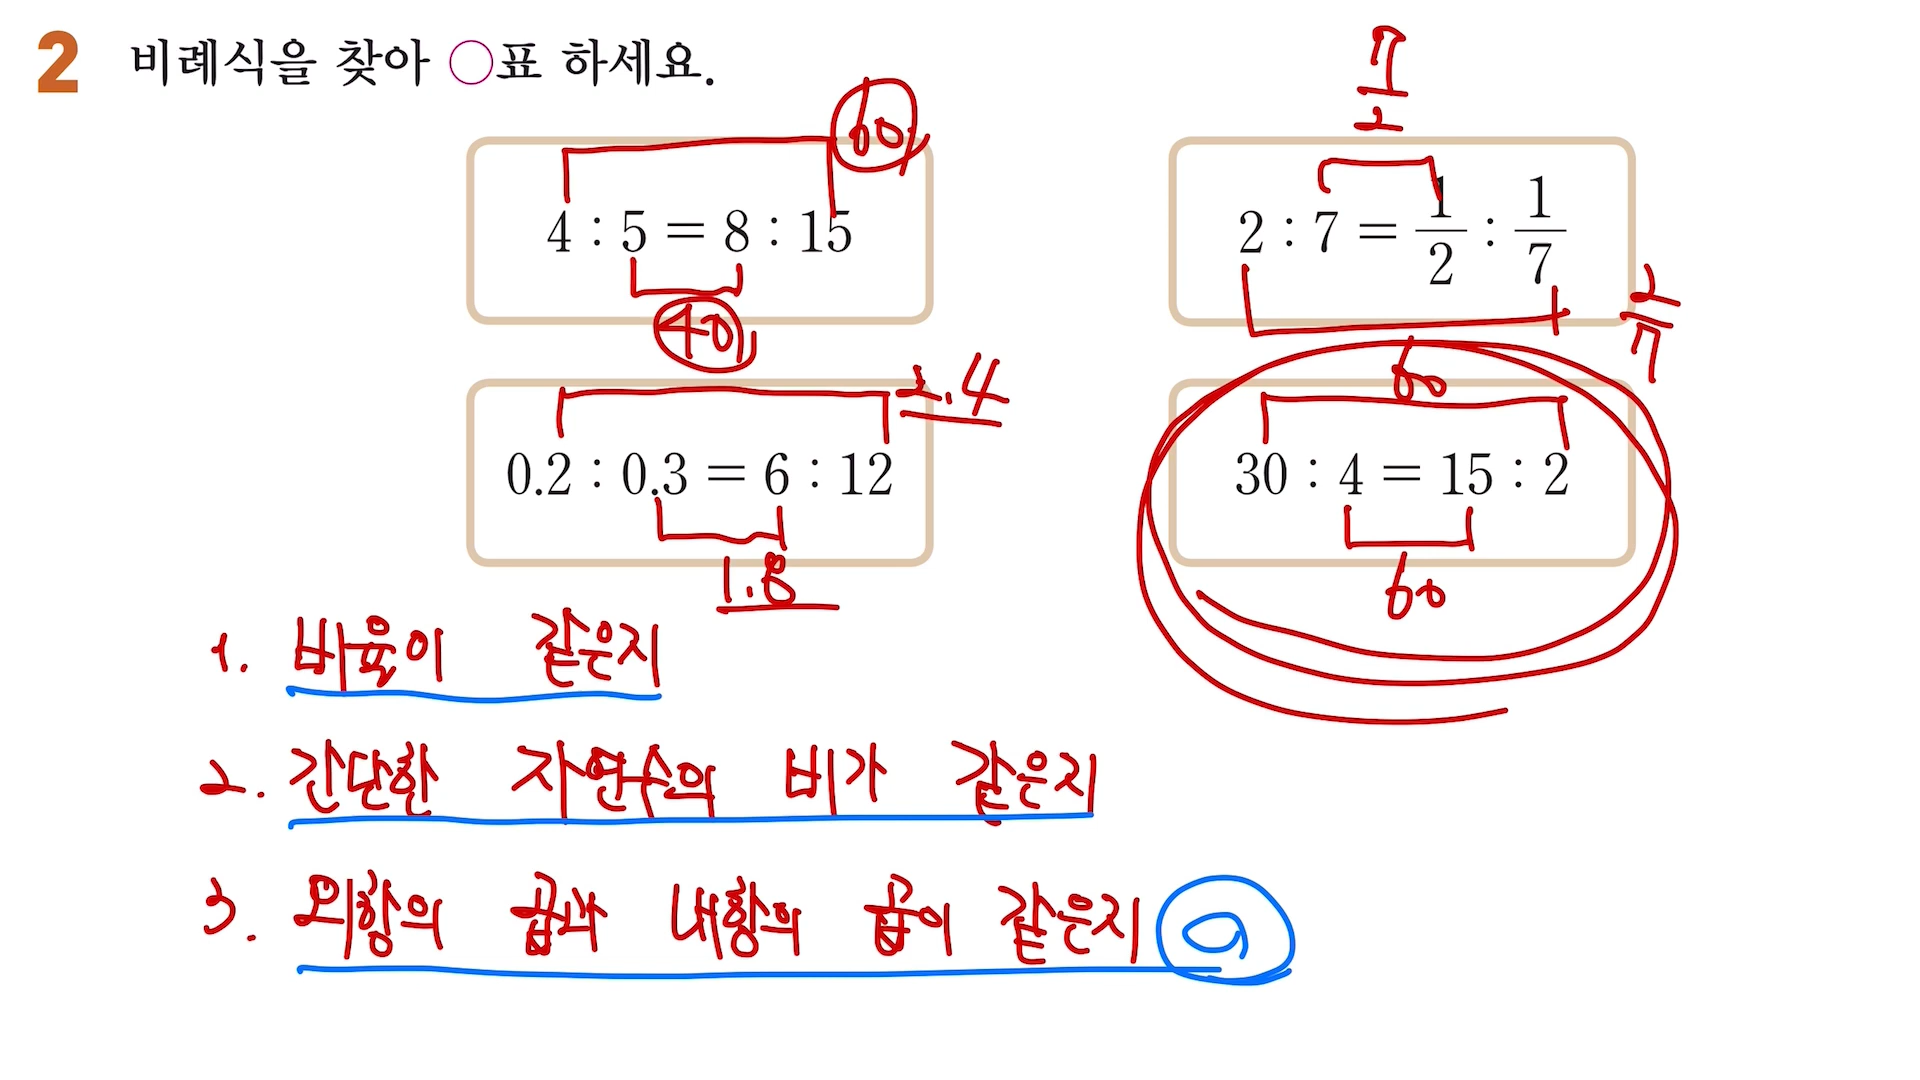 2 비례식을 찾아 ○표 하세요.
7/2
60
4 : 5 = 8 : 15
40
2 : 7 = 1/2 : 1/7
2/7
2.4
0.2 : 0.3 = 6 : 12
1.8
60
30 : 4 = 15 : 2
60
1. 비율이 같은지
2. 간단한 자연수의 비가 같은지
3. 외항의 곱과 내항의 곱이 같은지